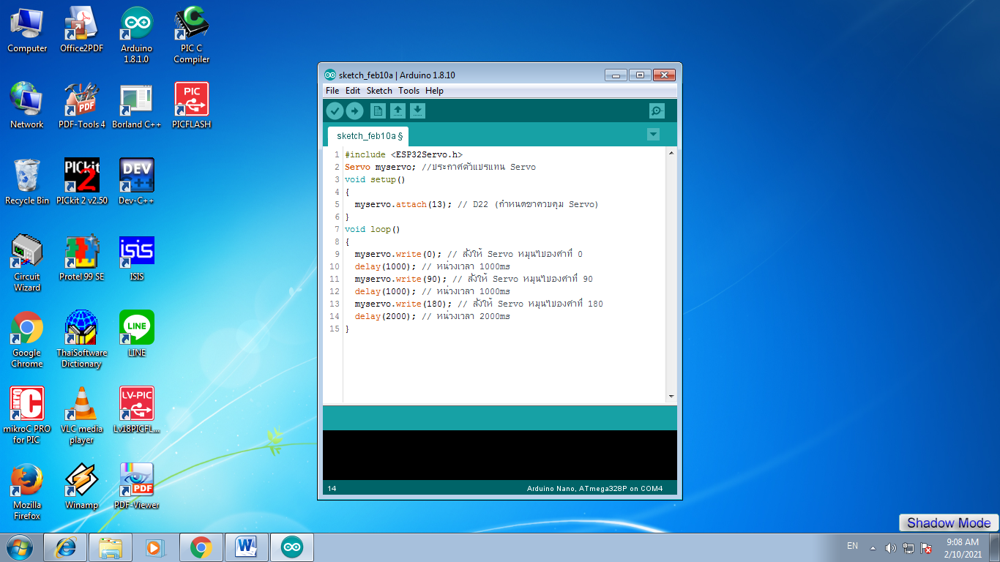 Computer
Office2PDF
Arduino
1.8.1.0
PIC C
Compiler
Network
PDF-Tools 4
Borland C++
PICFLASH
Recycle Bin
PICkit 2 v2.50
Dev-C++
Circuit
Wizard
Protel 99 SE
ISIS
Google
Chrome
ThaiSoftware
Dictionary
LINE
mikroC PRO
for PIC
VLC media
player
Lv18PICFL...
Mozilla
Firefox
Winamp
PDF-Viewer
sketch_feb10a | Arduino 1.8.10
File Edit Sketch Tools Help
sketch_feb10a §
1 #include <ESP32Servo.h>
2 Servo myservo; //ประกาศตัวแปรแทน Servo
3 void setup()
4 {
5 myservo.attach(13); // D22 (กำหนดขาควบคุม Servo)
6 }
7 void loop()
8 {
9 myservo.write(0); // สั่งให้ Servo หมุนไปองศาที่ 0
10 delay(1000); // หน่วงเวลา 1000ms
11 myservo.write(90); // สั่งให้ Servo หมุนไปองศาที่ 90
12 delay(1000); // หน่วงเวลา 1000ms
13 myservo.write(180); // สั่งให้ Servo หมุนไปองศาที่ 180
14 delay(2000); // หน่วงเวลา 2000ms
15 }
14
Arduino Nano, ATmega328P on COM4
Shadow Mode
EN
9:08 AM
2/10/2021